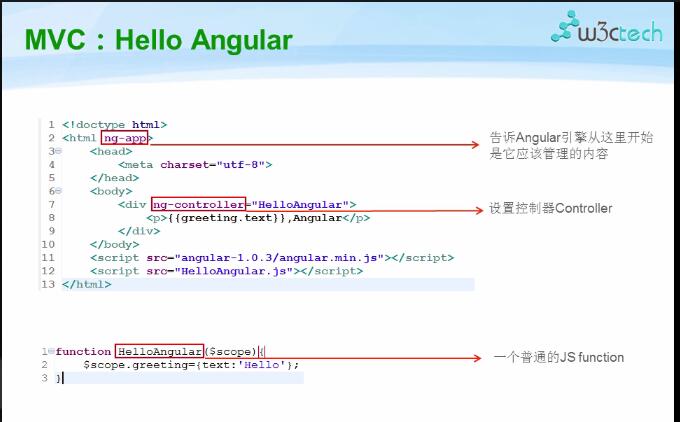 MVC：Hello Angular
w3ctech
1 <!doctype html>
2 <html ng-app>
告诉Angular引擎从这里开始
是它应该管理的内容
3 <head>
4 <meta charset="utf-8">
5 </head>
6 <body>
7 <div ng-controller="HelloAngular">
设置控制器Controller
8 <p>{{greeting.text}},Angular</p>
9 </div>
10 </body>
11 <script src="angular-1.0.3/angular.min.js"></script>
12 <script src="HelloAngular.js"></script>
13 </html>
1 function HelloAngular($scope){
一个普通的JS function
2 $scope.greeting={text:'Hello'};
3 }